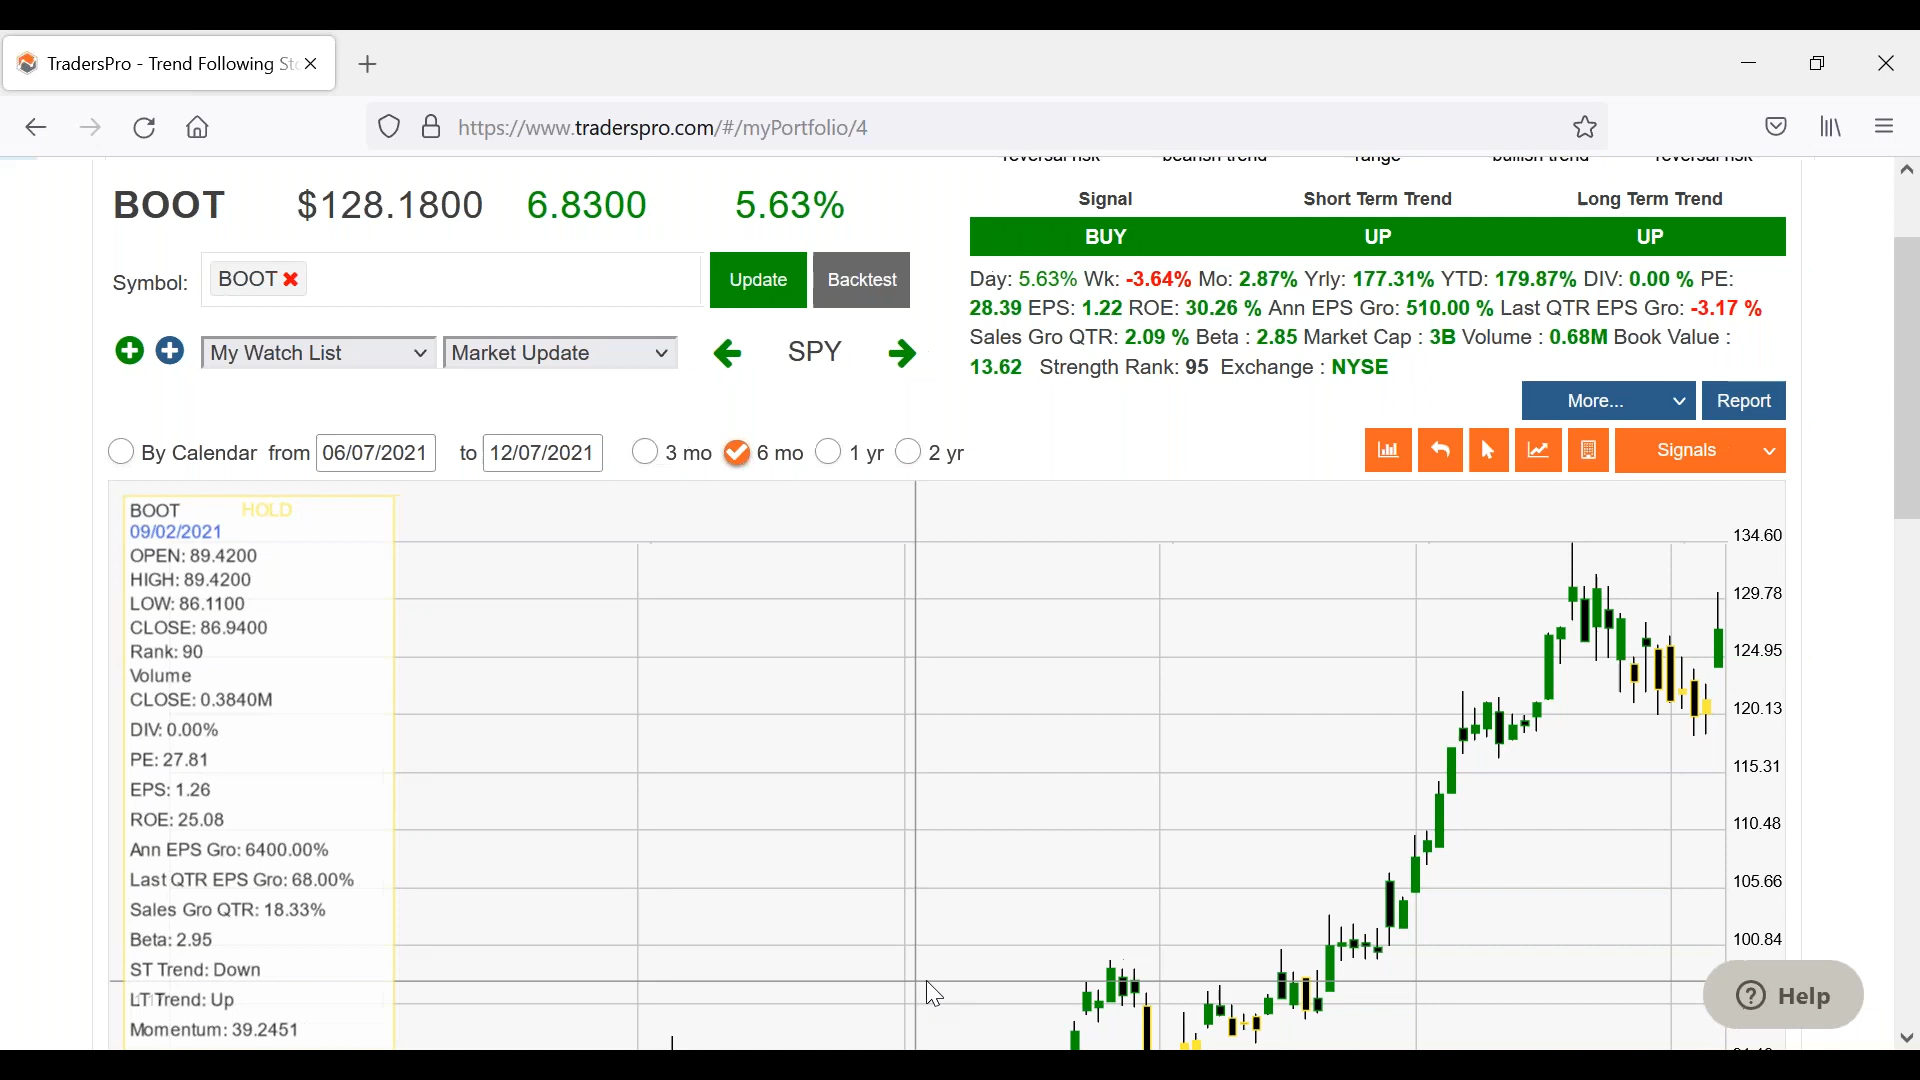 TradersPro - Trend Following Sto
https://www.traderspro.com/#/myPortfolio/4
reversal risk bearish trend range bullish trend reversal risk
BOOT $128.1800 6.8300 5.63%
Signal Short Term Trend Long Term Trend
BUY UP UP
Symbol: BOOT Update Backtest
Day: 5.63% Wk: -3.64% Mo: 2.87% Yrly: 177.31% YTD: 179.87% DIV: 0.00 % PE:
28.39 EPS: 1.22 ROE: 30.26 % Ann EPS Gro: 510.00 % Last QTR EPS Gro: -3.17 %
Sales Gro QTR: 2.09 % Beta : 2.85 Market Cap : 3B Volume : 0.68M Book Value :
13.62 Strength Rank: 95 Exchange : NYSE
My Watch List Market Update SPY
More... Report
By Calendar from 06/07/2021 to 12/07/2021 3 mo 6 mo 1 yr 2 yr
Signals
BOOT HOLD
09/02/2021
OPEN: 89.4200
HIGH: 89.4200
LOW: 86.1100
CLOSE: 86.9400
Rank: 90
Volume
CLOSE: 0.3840M
DIV: 0.00%
PE: 27.81
EPS: 1.26
ROE: 25.08
Ann EPS Gro: 6400.00%
Last QTR EPS Gro: 68.00%
Sales Gro QTR: 18.33%
Beta: 2.95
ST Trend: Down
LT Trend: Up
Momentum: 39.2451
134.60
129.78
124.95
120.13
115.31
110.48
105.66
100.84
Help